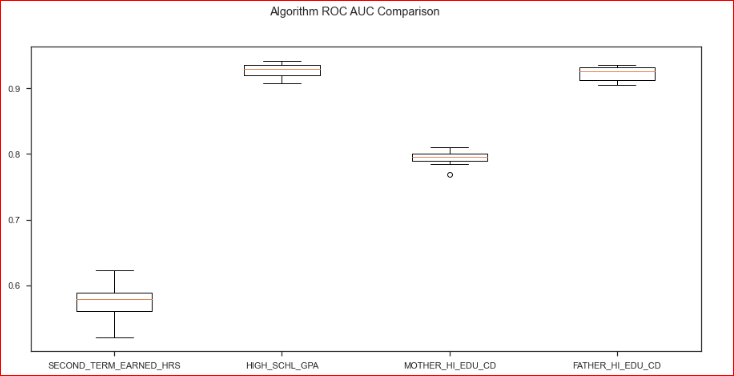 Algorithm ROC AUC Comparison
0.9
0.8
0.7
0.6
SECOND_TERM_EARNED_HRS HIGH_SCHL_GPA MOTHER_HI_EDU_CD FATHER_HI_EDU_CD